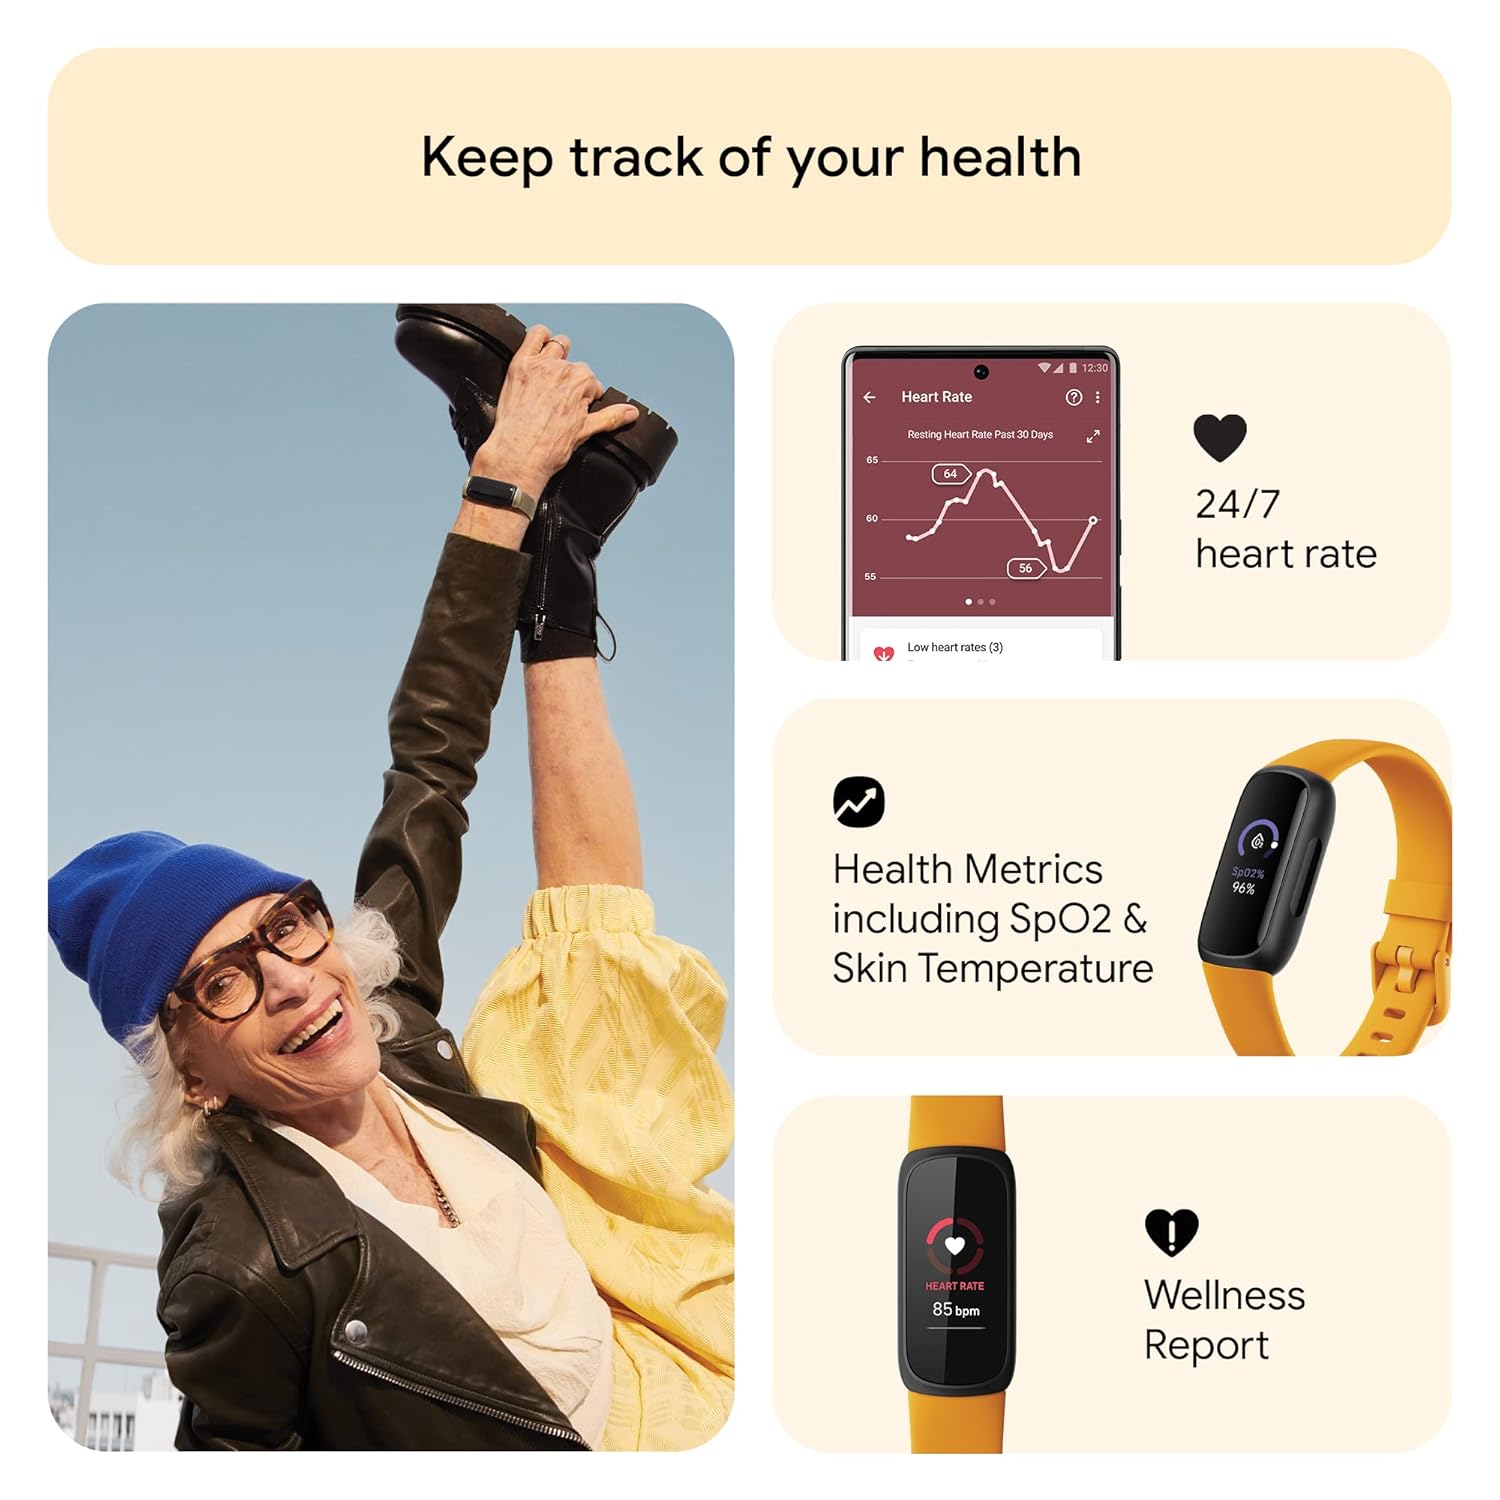 Keep track of your health
12:30
Heart Rate
Resting Heart Rate Past 30 Days
65
64
60
56
55
Low heart rates (3)
24/7
heart rate
Health Metrics
including SpO2 &
Skin Temperature
SpO2%
96%
HEART RATE
85 bpm
Wellness
Report